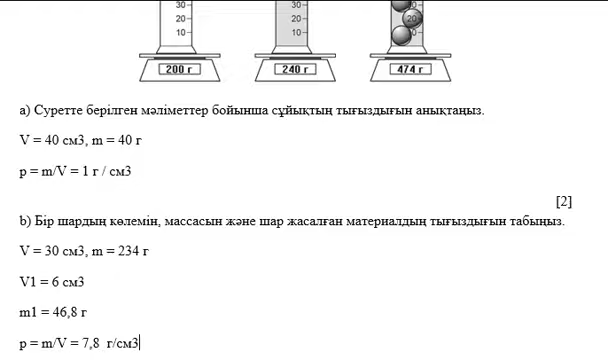 30 30 30
20 20 20
10 10
200 г 240 г 474 г
a) Суретте берілген мәліметтер бойынша сұйықтың тығыздығын анықтаңыз.
V = 40 см3, m = 40 г
p = m/V = 1 г / см3
[2]
b) Бір шардың көлемін, массасын және шар жасалған материалдың тығыздығын табыңыз.
V = 30 см3, m = 234 г
V1 = 6 см3
m1 = 46,8 г
p = m/V = 7,8 г/см3